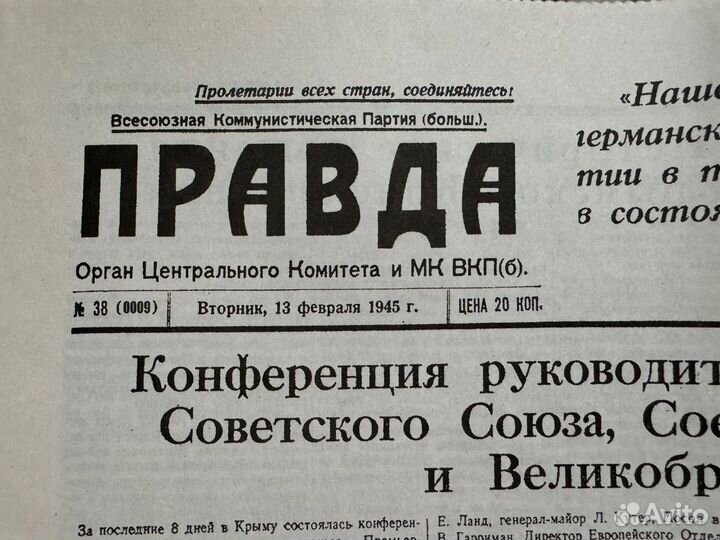 Пролетарии всех стран, соединяйтесь!
Всесоюзная Коммунистическая Партия (больш.).
ПРАВДА
Орган Центрального Комитета и МК ВКП(б).
№ 38 (0009)
Вторник, 13 февраля 1945 г.
ЦЕНА 20 КОП.
«Наше
германск
тии в т
в состоя
Конференция руководит
Советского Союза, Сое
и Великобр
За последние 8 дней в Крыму состоялась конферен-
Е. Ланд, генерал-майор Л.
В. Гарриман, Директор Европейского Отде
Avito